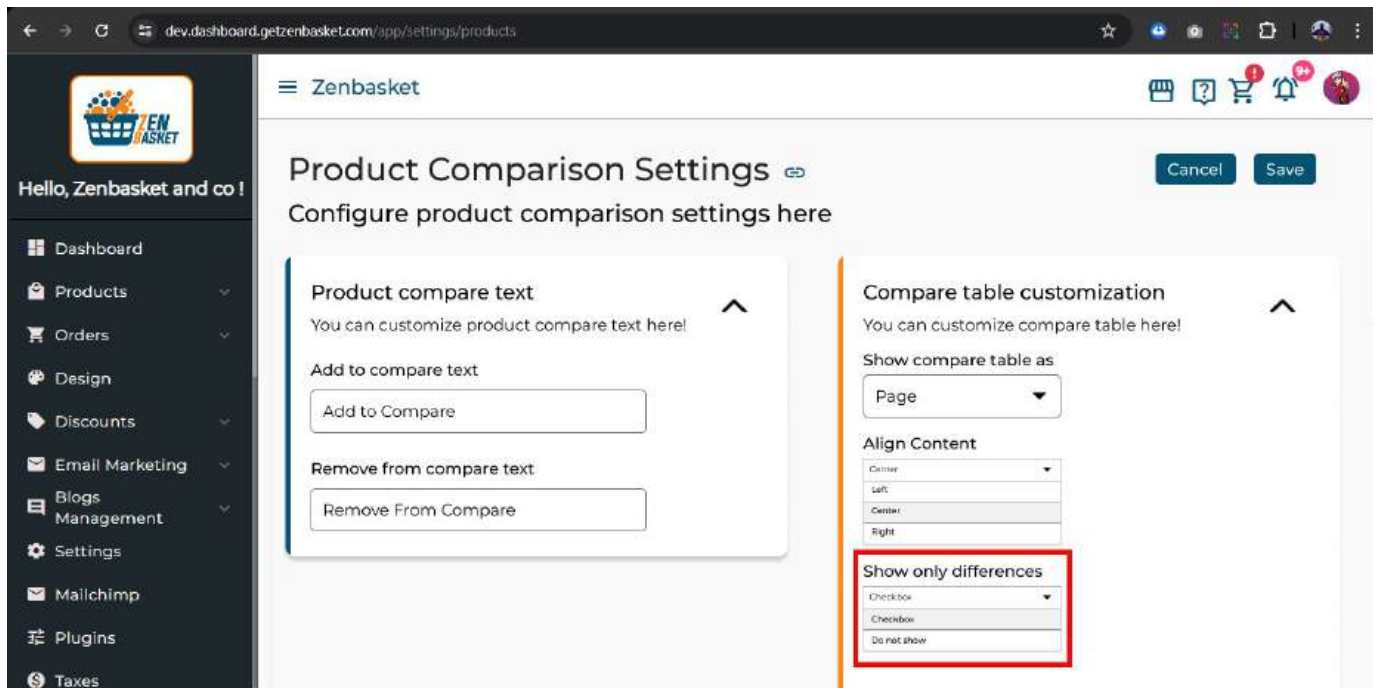 dev.dashboard.getzenbasket.com/app/settings/products
ZEN
BASKET
Hello, Zenbasket and co !
Dashboard
Products
Orders
Design
Discounts
Email Marketing
Blogs
Management
Settings
Mailchimp
Plugins
Taxes
Zenbasket
!
9+
Product Comparison Settings
Cancel
Save
Configure product comparison settings here
Product compare text
You can customize product compare text here!
Add to compare text
Add to Compare
Remove from compare text
Remove From Compare
Compare table customization
You can customize compare table here!
Show compare table as
Page
Align Content
Center
Left
Center
Right
Show only differences
Checkbox
Checkbox
Do not show